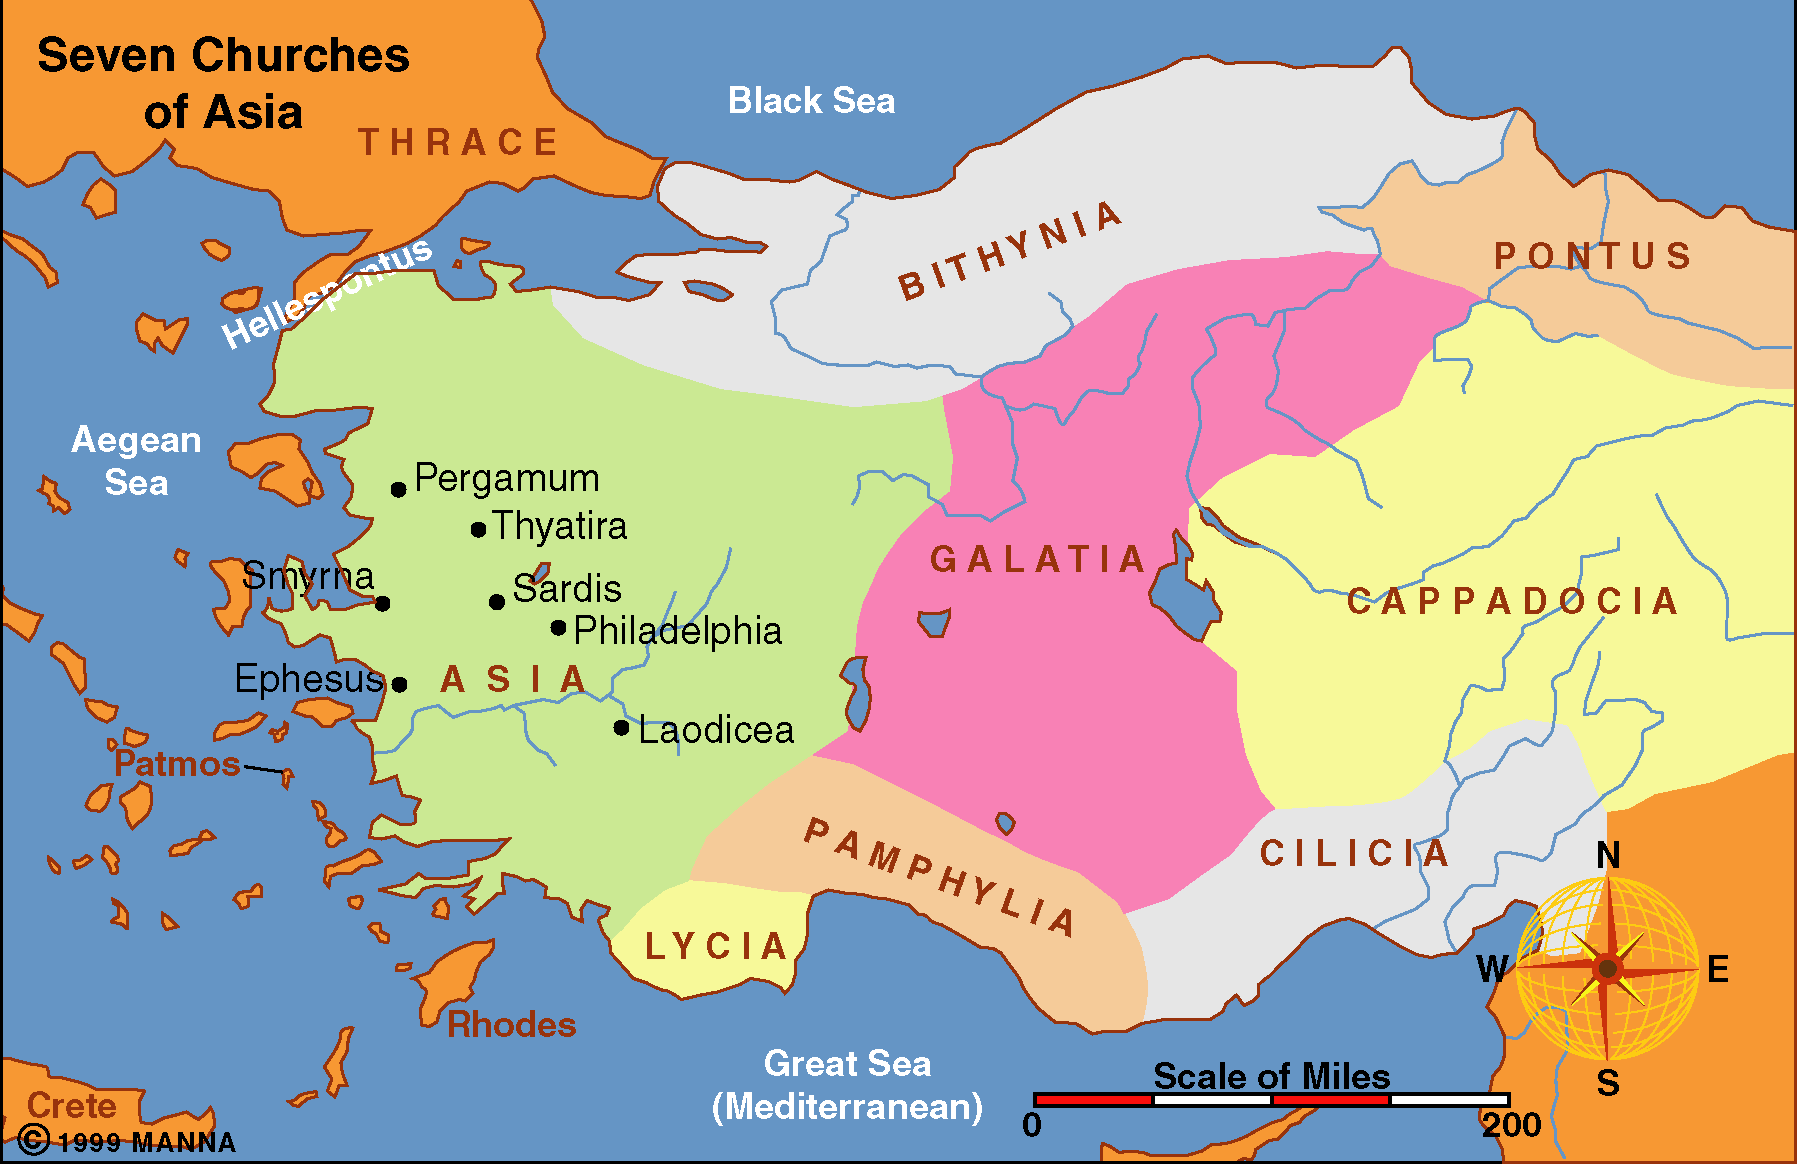 Seven Churches
of Asia
THRACE
Black Sea
BITHYNIA
PONTUS
Hellespontus
Aegean
Sea
Pergamum
Thyatira
Smyrna
Sardis
Philadelphia
Ephesus
ASIA
Laodicea
GALATIA
CAPPADOCIA
Patmos
PAMPHYLIA
CILICIA
LYCIA
N
W
E
S
Rhodes
Great Sea
(Mediterranean)
Scale of Miles
0
200
Crete
© 1999 MANNA